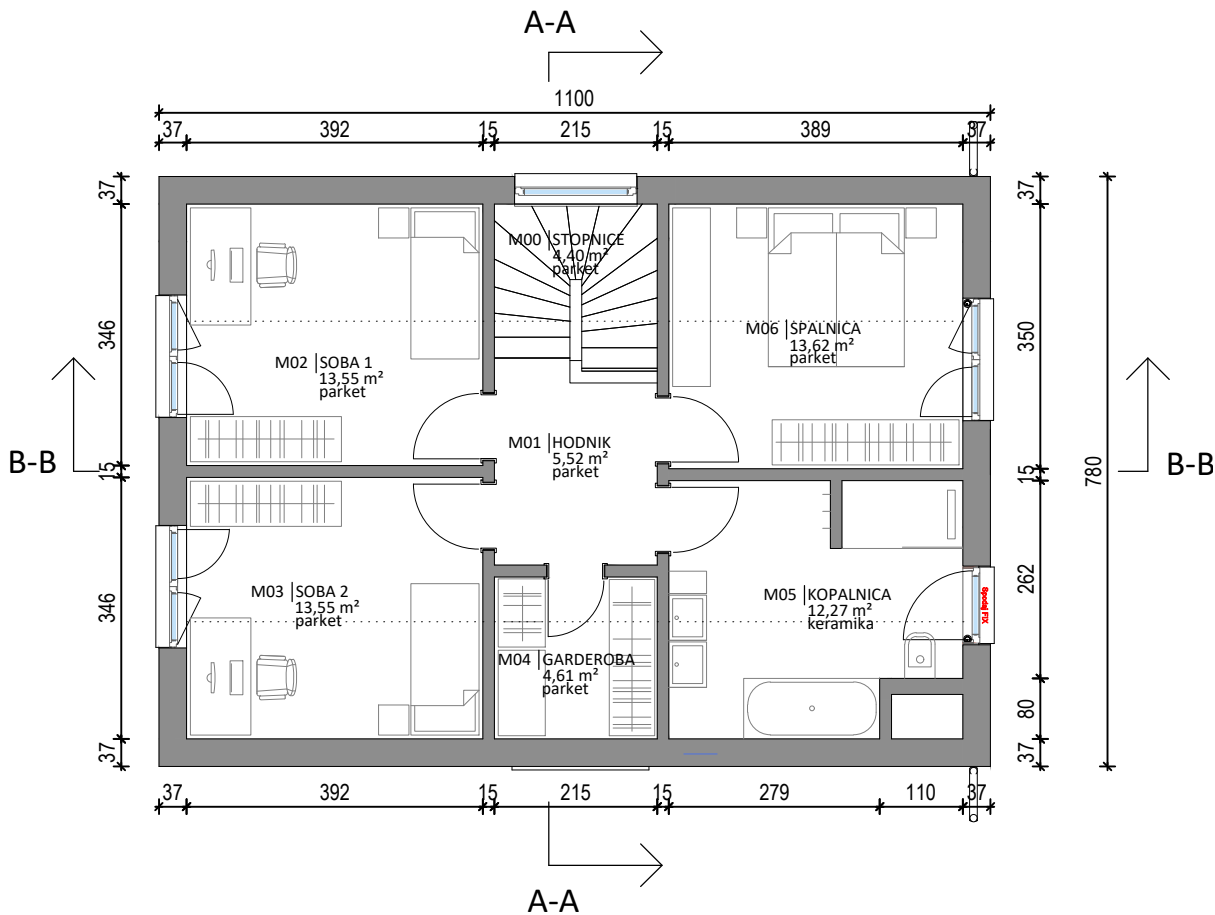 A-A
1100
37
392
15
215
15
389
37
37
346
15
346
37
37
350
15
262
80
37
780
M00 | STOPNICE
4,40 m²
parket
M02 | SOBA 1
13,55 m²
parket
M06 | SPALNICA
13,62 m²
parket
B-B
B-B
M01 | HODNIK
5,52 m²
parket
M03 | SOBA 2
13,55 m²
parket
M05 | KOPALNICA
12,27 m²
keramika
Spodaj FIX
M04 | GARDEROBA
4,61 m²
parket
37
392
15
215
15
279
110
37
A-A